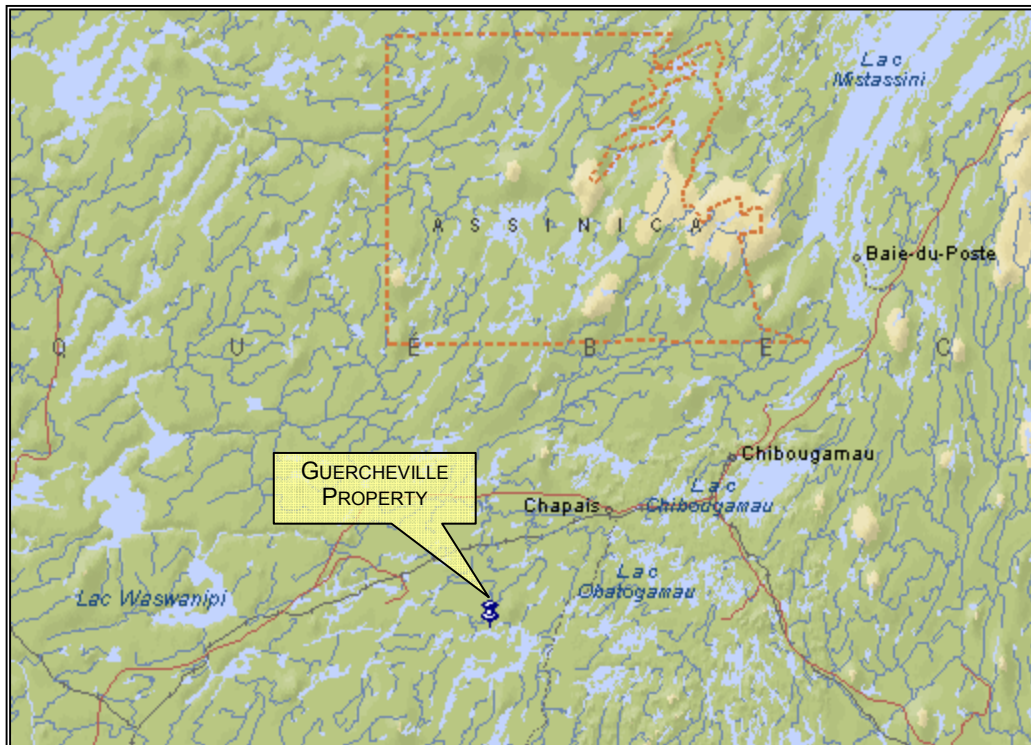 Lac
Mistassini
A S S I N I C A
Baie-du-Poste
Q U É B E C
GUERCHEVILLE
PROPERTY
Chibougamau
Chapais
Lac
Chibougamau
Lac
Obatogamau
Lac Waswanipi